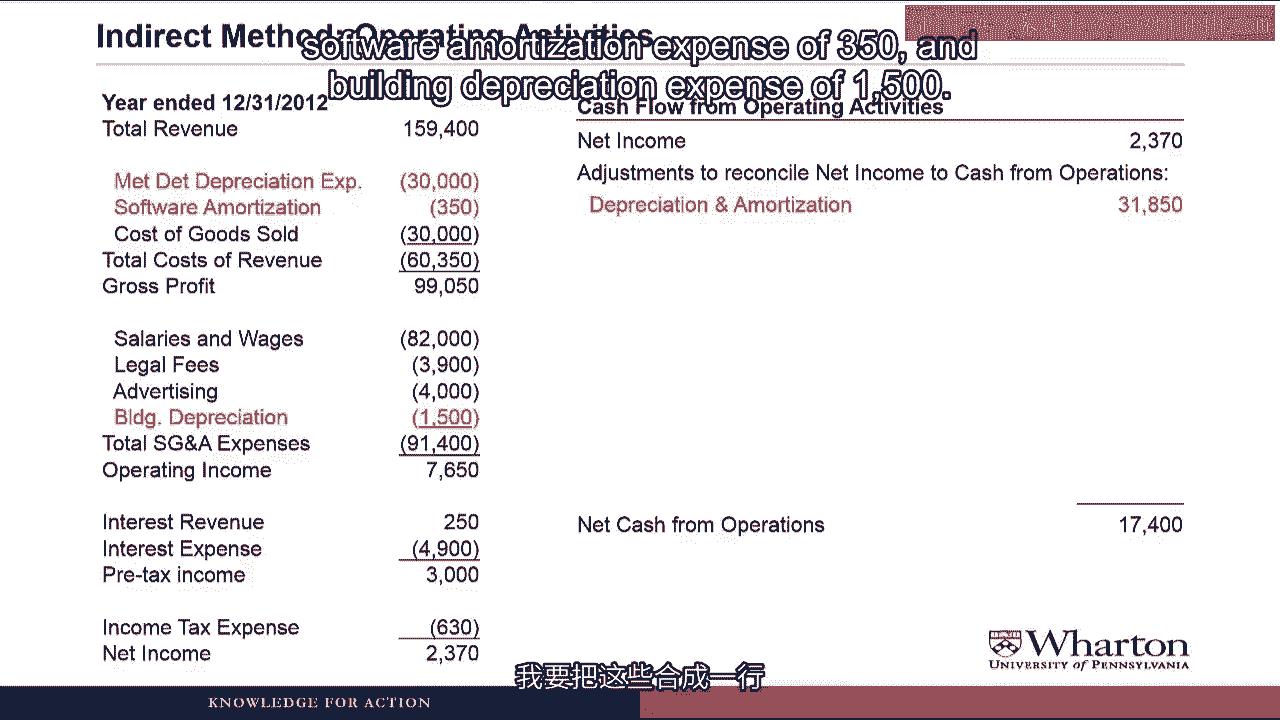 Indirect Method: Operating Activities
software amortization expense of 350, and
building depreciation expense of 1,500.
Year ended 12/31/2012
Total Revenue 159,400
Met Det Depreciation Exp. (30,000)
Software Amortization (350)
Cost of Goods Sold (30,000)
Total Costs of Revenue (60,350)
Gross Profit 99,050
Salaries and Wages (82,000)
Legal Fees (3,900)
Advertising (4,000)
Bldg. Depreciation (1,500)
Total SG&A Expenses (91,400)
Operating Income 7,650
Interest Revenue 250
Interest Expense (4,900)
Pre-tax income 3,000
Income Tax Expense (630)
Net Income 2,370
Cash Flow from Operating Activities
Net Income 2,370
Adjustments to reconcile Net Income to Cash from Operations:
Depreciation & Amortization 31,850
Net Cash from Operations 17,400
Wharton
UNIVERSITY of PENNSYLVANIA
我要把这些合成一行
KNOWLEDGE FOR ACTION